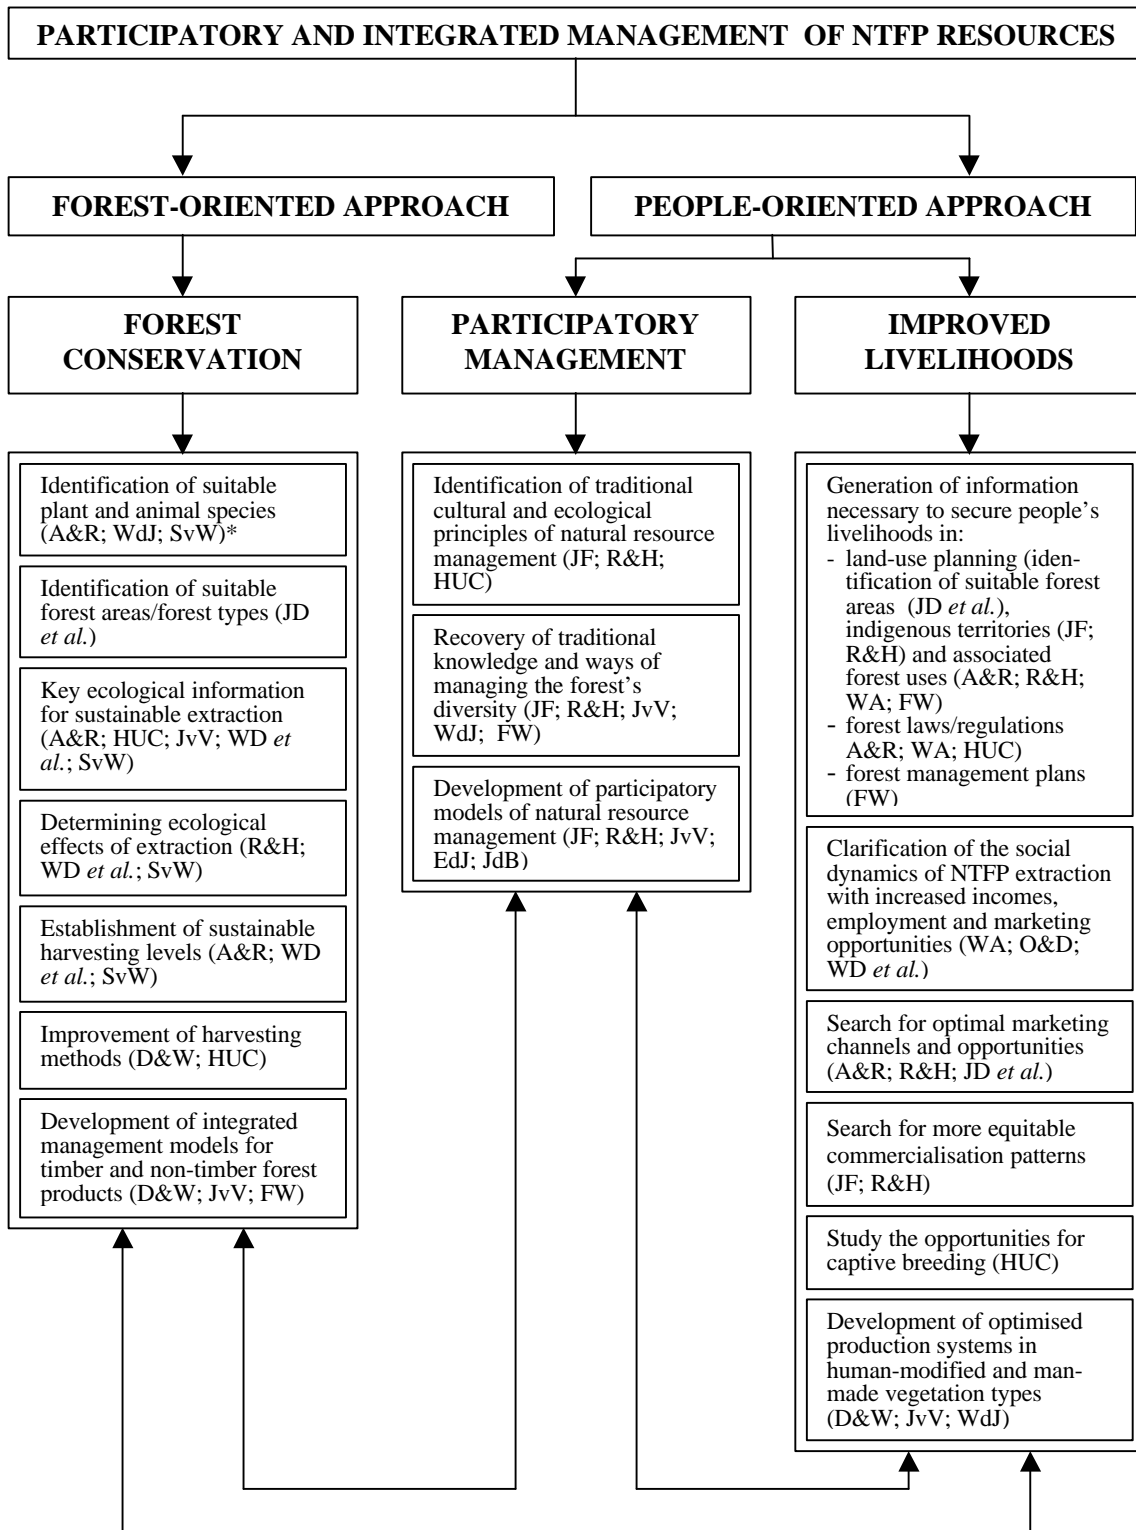 PARTICIPATORY AND INTEGRATED MANAGEMENT OF NTFP RESOURCES
FOREST-ORIENTED APPROACH
PEOPLE-ORIENTED APPROACH
FOREST
CONSERVATION
PARTICIPATORY
MANAGEMENT
IMPROVED
LIVELIHOODS
Identification of suitable
plant and animal species
(A&R; WdJ; SvW)*
Identification of suitable
forest areas/forest types (JD
et al.)
Key ecological information
for sustainable extraction
(A&R; HUC; JvV; WD et
al.; SvW)
Determining ecological
effects of extraction (R&H;
WD et al.; SvW)
Establishment of sustainable
harvesting levels (A&R; WD
et al.; SvW)
Improvement of harvesting
methods (D&W; HUC)
Development of integrated
management models for
timber and non-timber forest
products (D&W; JvV; FW)
Identification of traditional
cultural and ecological
principles of natural resource
management (JF; R&H;
HUC)
Recovery of traditional
knowledge and ways of
managing the forest's
diversity (JF; R&H; JvV;
WdJ; FW)
Development of participatory
models of natural resource
management (JF; R&H; JvV;
EdJ; JdB)
Generation of information
necessary to secure people's
livelihoods in:
- land-use planning (iden-
tification of suitable forest
areas (JD et al.),
indigenous territories (JF;
R&H) and associated
forest uses (A&R; R&H;
WA; FW)
- forest laws/regulations
A&R; WA; HUC)
- forest management plans
(FW)
Clarification of the social
dynamics of NTFP extraction
with increased incomes,
employment and marketing
opportunities (WA; O&D;
WD et al.)
Search for optimal marketing
channels and opportunities
(A&R; R&H; JD et al.)
Search for more equitable
commercialisation patterns
(JF; R&H)
Study the opportunities for
captive breeding (HUC)
Development of optimised
production systems in
human-modified and man-
made vegetation types
(D&W; JvV; WdJ)